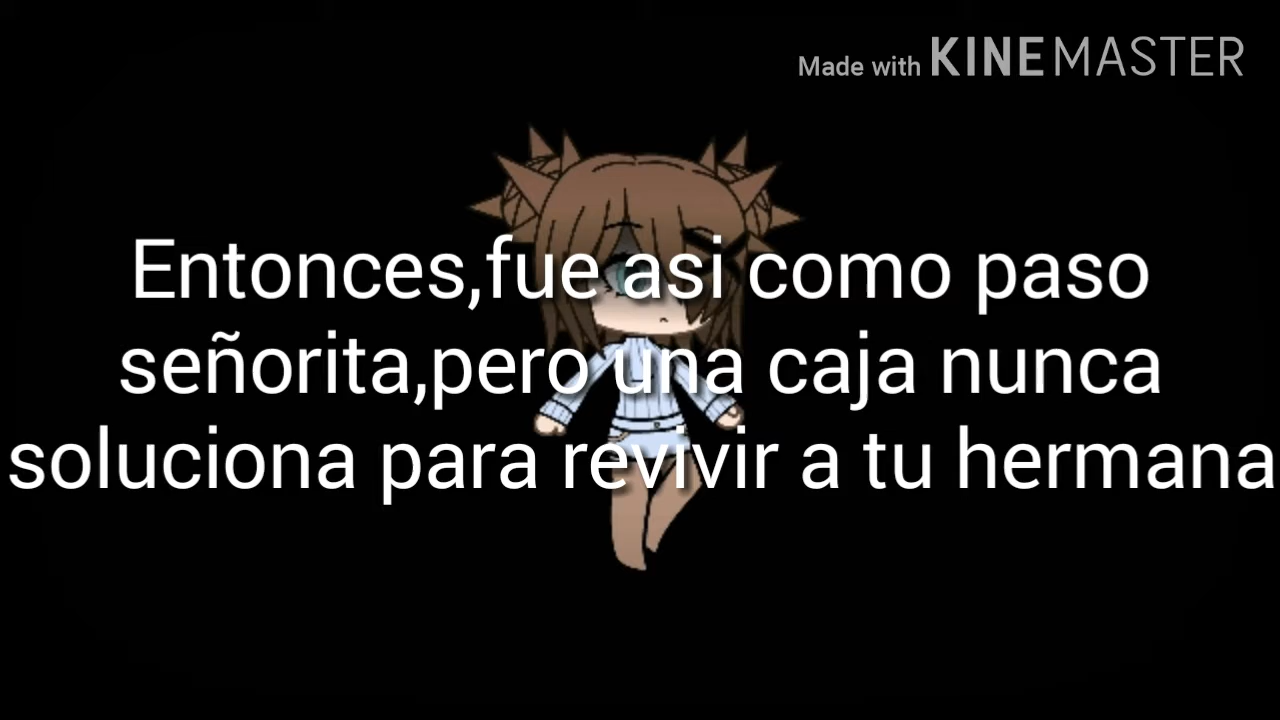 Made with KINEMASTER
Entonces,fue asi como paso
señorita,pero una caja nunca
soluciona para revivir a tu hermana